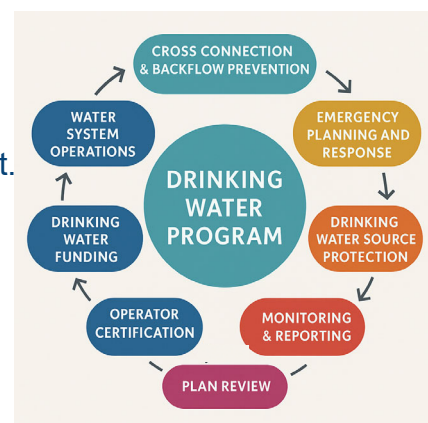 CROSS CONNECTION
& BACKFLOW PREVENTION
WATER
SYSTEM
OPERATIONS
EMERGENCY
PLANNING AND
RESPONSE
t.
DRINKING
WATER
PROGRAM
DRINKING
WATER
FUNDING
DRINKING
WATER SOURCE
PROTECTION
OPERATOR
CERTIFICATION
MONITORING
& REPORTING
PLAN REVIEW